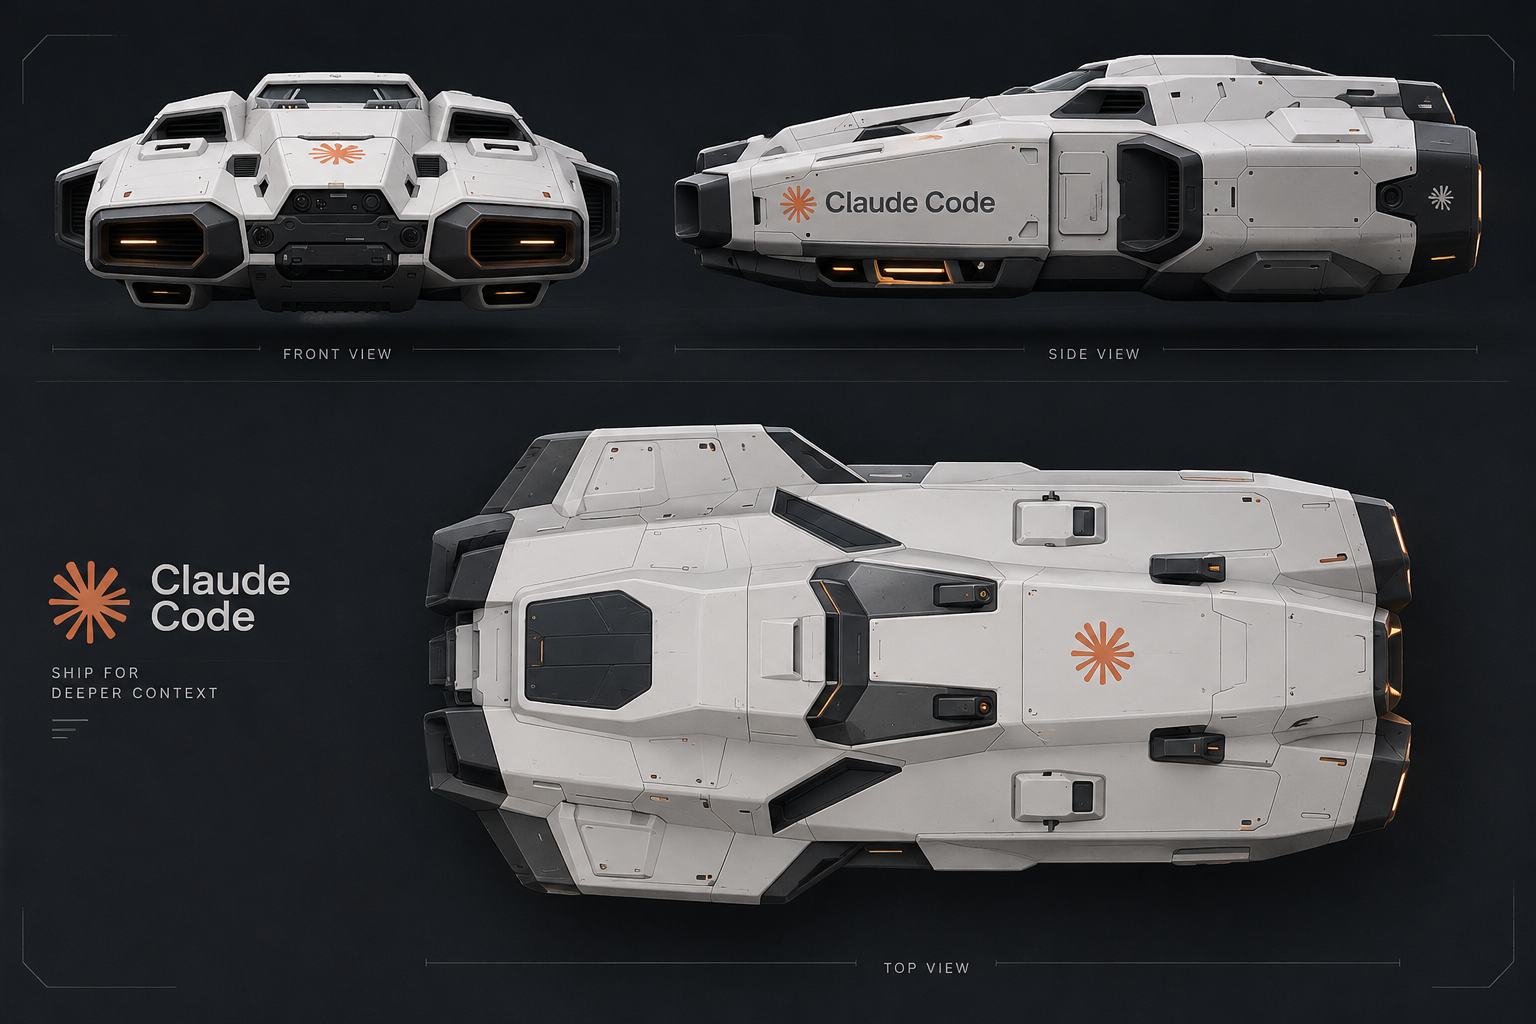 Claude Code
FRONT VIEW
SIDE VIEW
Claude
Code
SHIP FOR
DEEPER CONTEXT
TOP VIEW